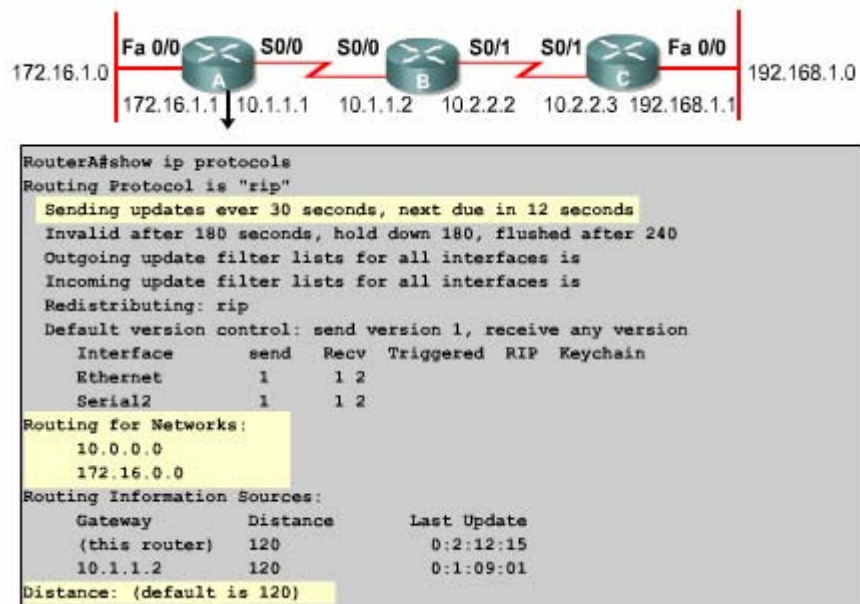 Fa 0/0 S0/0 S0/0 S0/1 S0/1 Fa 0/0
172.16.1.0 A B C 192.168.1.0
172.16.1.1 10.1.1.1 10.1.1.2 10.2.2.2 10.2.2.3 192.168.1.1
RouterA#show ip protocols
Routing Protocol is "rip"
Sending updates ever 30 seconds, next due in 12 seconds
Invalid after 180 seconds, hold down 180, flushed after 240
Outgoing update filter lists for all interfaces is
Incoming update filter lists for all interfaces is
Redistributing: rip
Default version control: send version 1, receive any version
Interface send Recv Triggered RIP Keychain
Ethernet 1 1 2
Serial2 1 1 2
Routing for Networks:
10.0.0.0
172.16.0.0
Routing Information Sources:
Gateway Distance Last Update
(this router) 120 0:2:12:15
10.1.1.2 120 0:1:09:01
Distance: (default is 120)